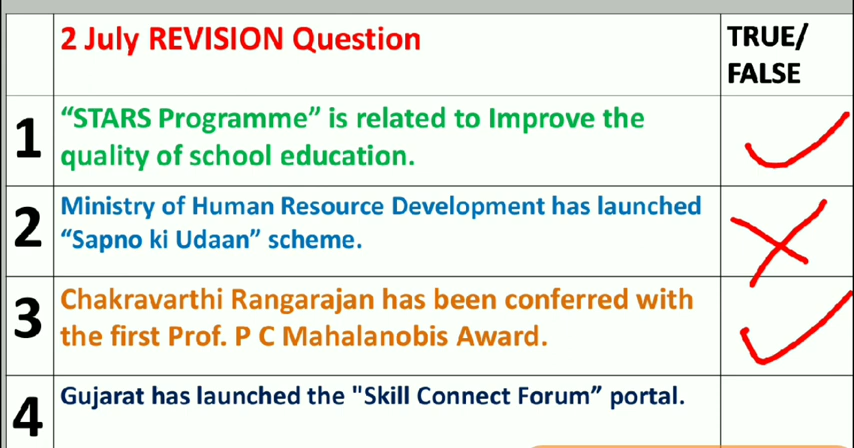 2 July REVISION Question
TRUE/
FALSE
1
“STARS Programme” is related to Improve the
quality of school education.
2
Ministry of Human Resource Development has launched
“Sapno ki Udaan” scheme.
3
Chakravarthi Rangarajan has been conferred with
the first Prof. P C Mahalanobis Award.
4
Gujarat has launched the "Skill Connect Forum” portal.